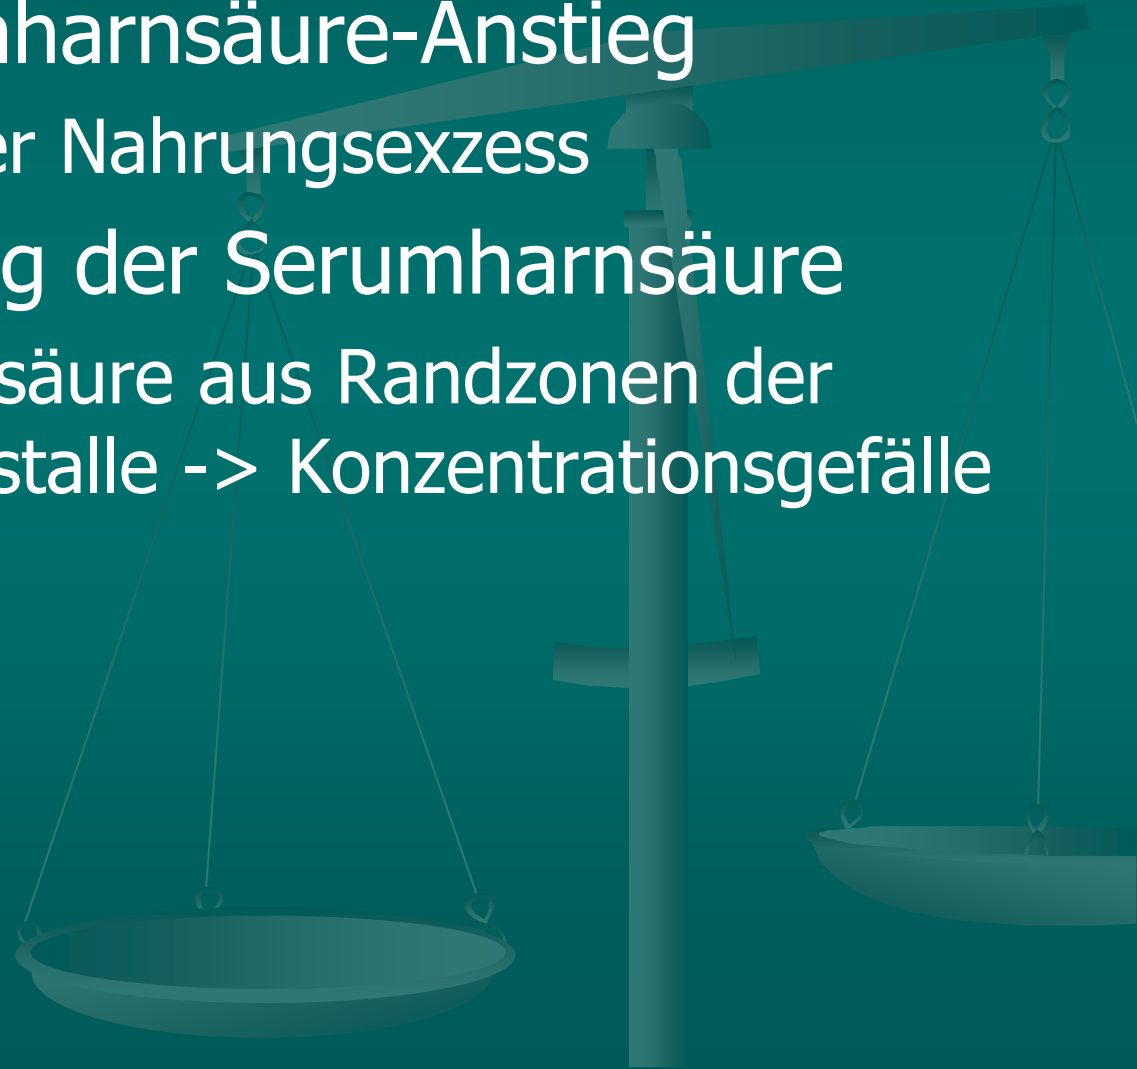 harnsäure-Anstieg
er Nahrungsexzess
g der Serumharnsäure
säure aus Randzonen der
stalle -> Konzentrationsgefälle